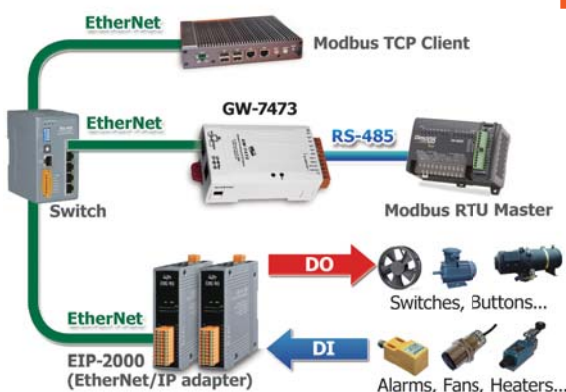 EtherNet
Modbus TCP Client
EtherNet
GW-7473
RS-485
Switch
Modbus RTU Master
DO
Switches, Buttons...
EtherNet
DI
EIP-2000
(EtherNet/IP adapter)
Alarms, Fans, Heaters...